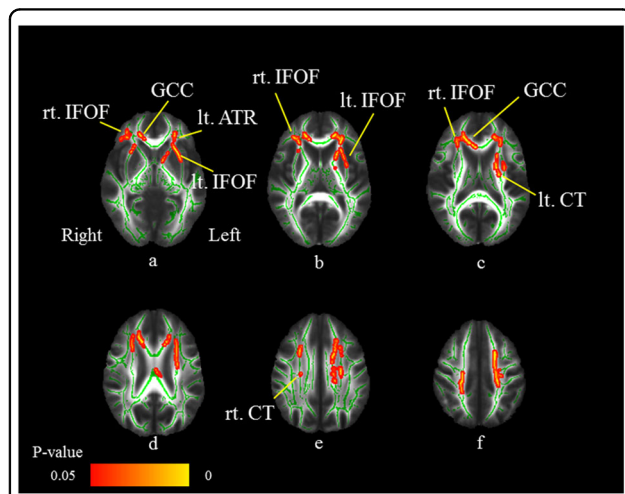 GCC
rt. IFOF
lt. ATR
lt. IFOF
Right
Left
a
rt. IFOF
lt. IFOF
b
rt. IFOF
GCC
lt. CT
c
d
rt. CT
e
f
P-value
0.05
0